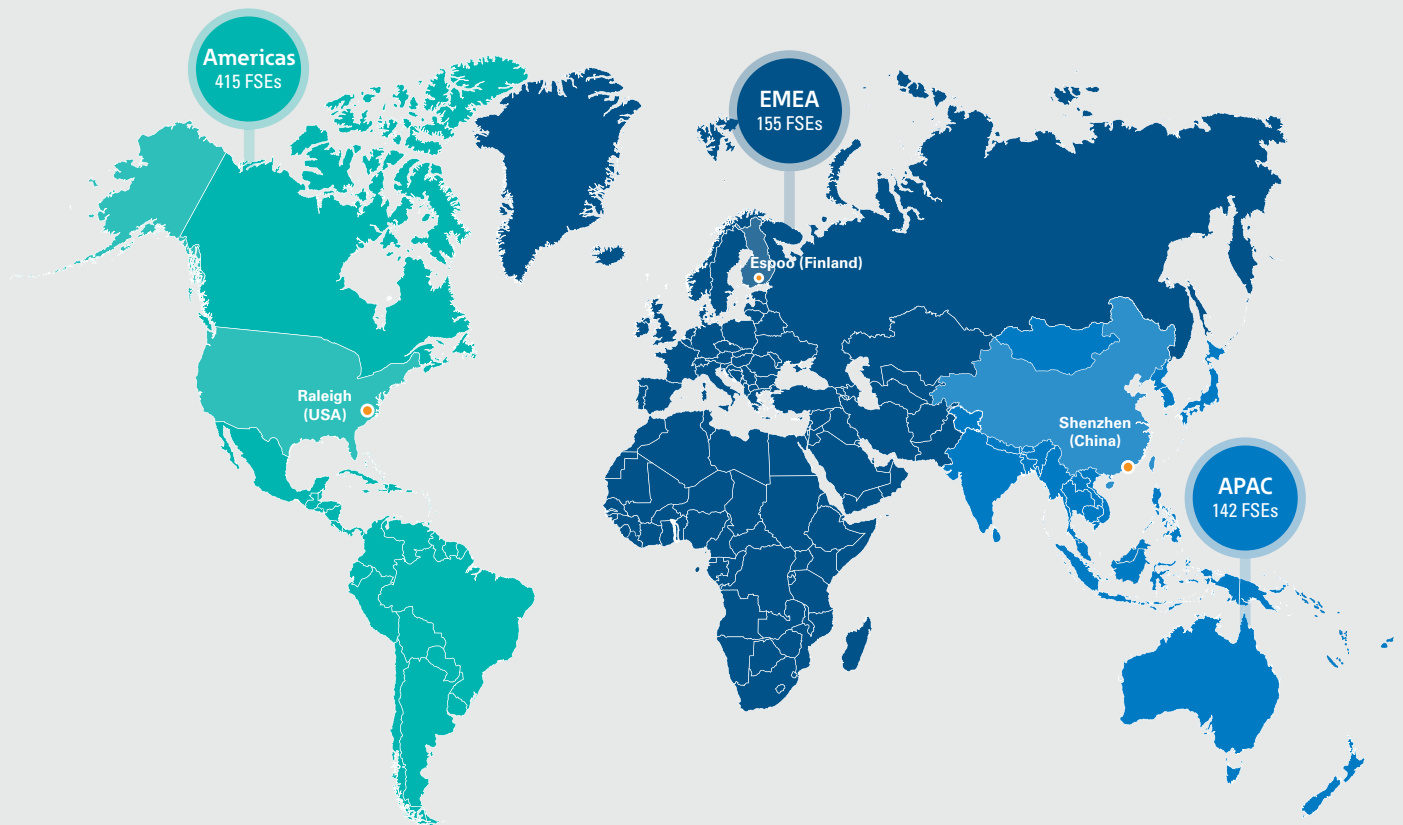 Americas
415 FSEs
EMEA
155 FSEs
Espoo (Finland)
Raleigh
(USA)
Shenzhen
(China)
APAC
142 FSEs